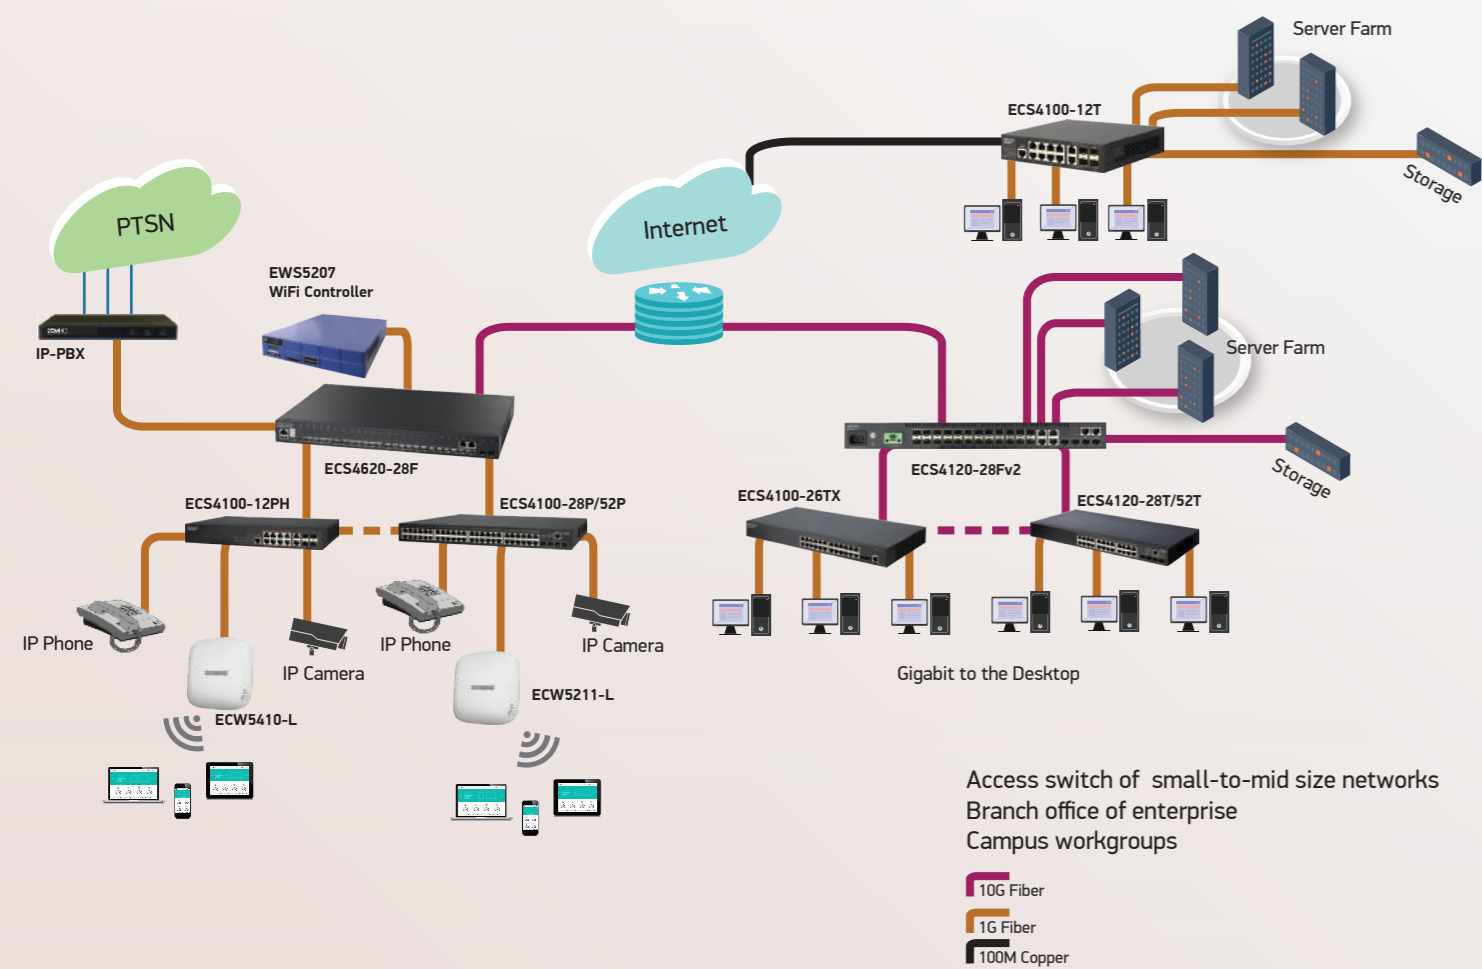 Server Farm
ECS4100-12T
Storage
PTSN
Internet
EWS5207
WiFi Controller
IP-PBX
Server Farm
ECS4620-28F
ECS4120-28Fv2
Storage
ECS4100-12PH
ECS4100-28P/52P
ECS4100-26TX
ECS4120-28T/52T
IP Phone
IP Camera
IP Phone
IP Camera
Gigabit to the Desktop
ECW5410-L
ECW5211-L
Access switch of small-to-mid size networks
Branch office of enterprise
Campus workgroups
10G Fiber
1G Fiber
100M Copper